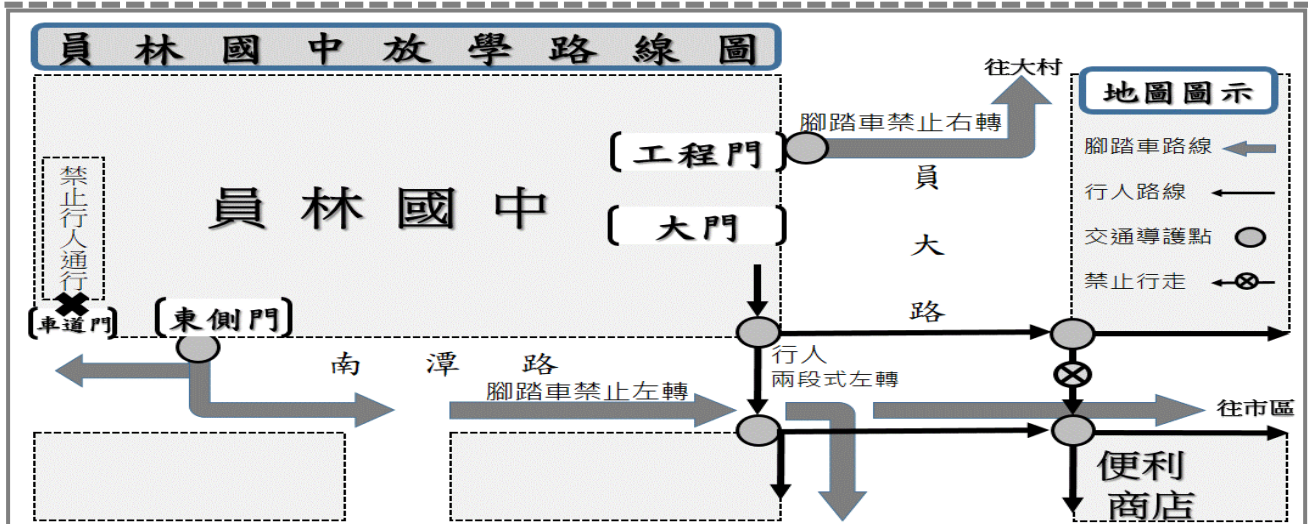 員林國中放學路線圖
往大村
地圖圖示
腳踏車禁止右轉
工程門
腳踏車路線
禁止行人通行
員林國中
員大路
行人路線
大門
交通導護點
禁止行走
車道門
東側門
南潭路
行人
兩段式左轉
腳踏車禁止左轉
往市區
便利
商店